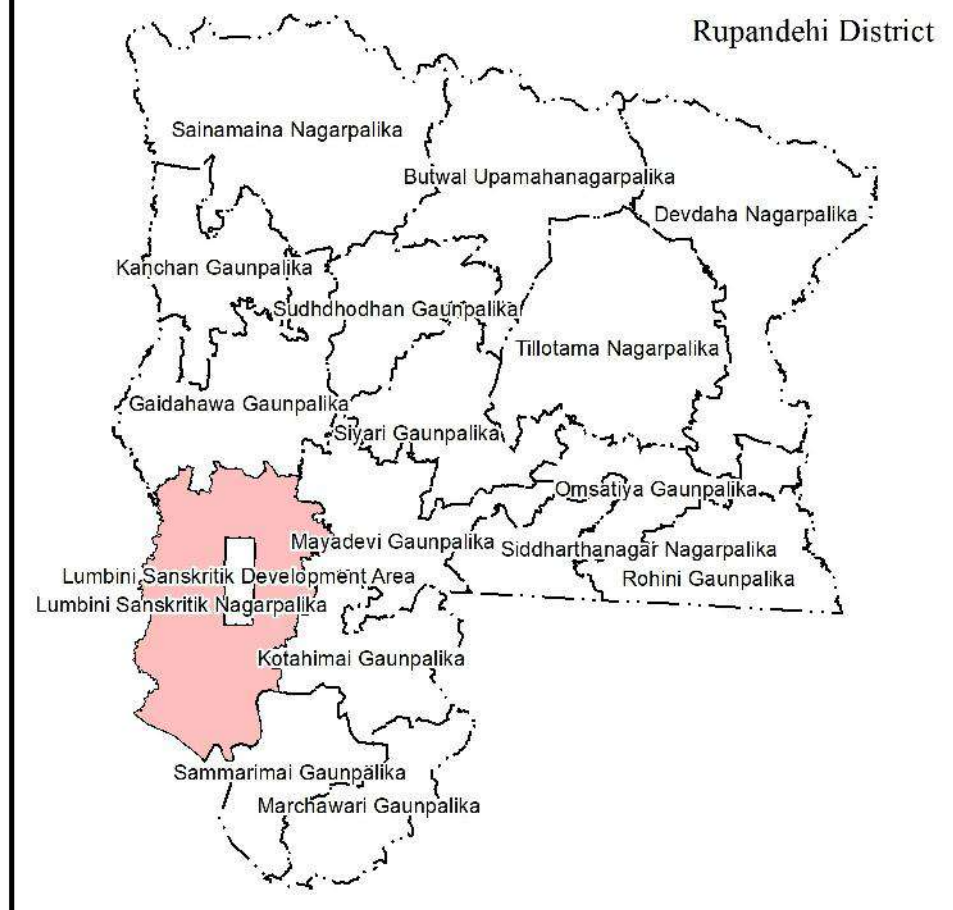 Rupandehi District
Sainamaina Nagarpalika
Butwal Upamahanagarpalika
Devdaha Nagarpalika
Kanchan Gaunpalika
Sudhdhodhan Gaunpalika
Tillotama Nagarpalika
Gaidahawa Gaunpalika
Siyari Gaunpalika
Omsatiya Gaunpalika
Mayadevi Gaunpalika
Siddharthanagar Nagarpalika
Lumbini Sanskritik Development Area
Rohini Gaunpalika
Lumbini Sanskritik Nagarpalika
Kotahimai Gaunpalika
Sammarimai Gaunpalika
Marchawari Gaunpalika